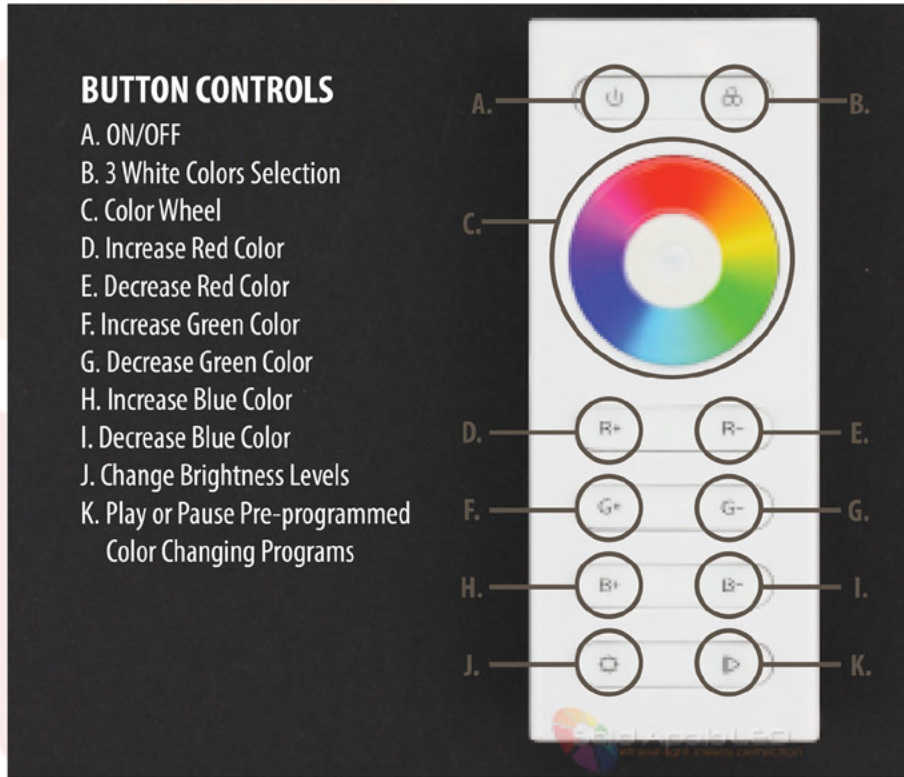 BUTTON CONTROLS
A. ON/OFF
B. 3 White Colors Selection
C. Color Wheel
D. Increase Red Color
E. Decrease Red Color
F. Increase Green Color
G. Decrease Green Color
H. Increase Blue Color
I. Decrease Blue Color
J. Change Brightness Levels
K. Play or Pause Pre-programmed
Color Changing Programs
A. B.
C.
D. R+ R- E.
F. G+ G- G.
H. B+ B- I.
J. K.